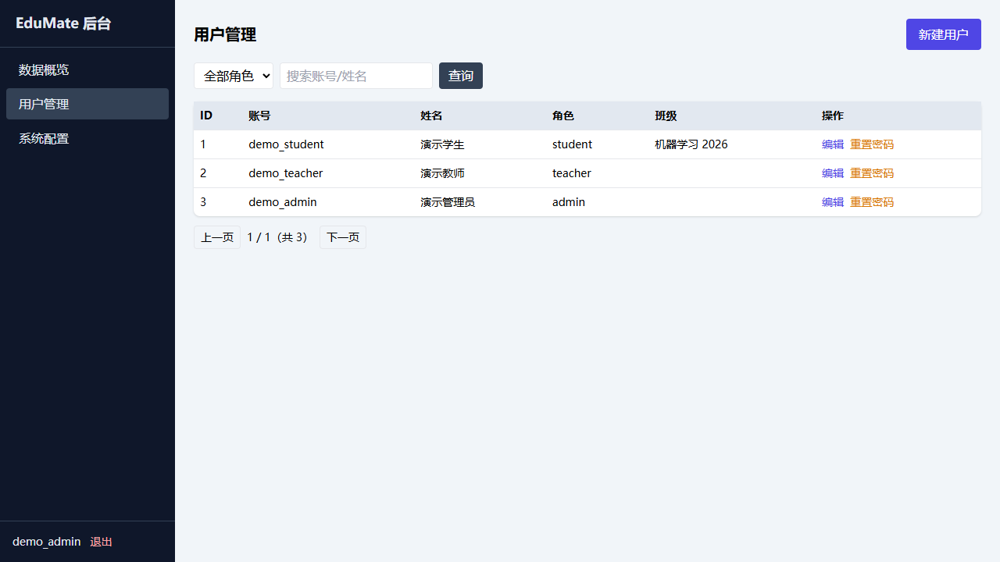 EduMate 后台
数据概览
用户管理
系统配置
demo_admin 退出
用户管理 新建用户
全部角色 搜索账号/姓名 查询
ID 账号 姓名 角色 班级 操作
1 demo_student 演示学生 student 机器学习 2026 编辑 重置密码
2 demo_teacher 演示教师 teacher 编辑 重置密码
3 demo_admin 演示管理员 admin 编辑 重置密码
上一页 1 / 1（共 3） 下一页